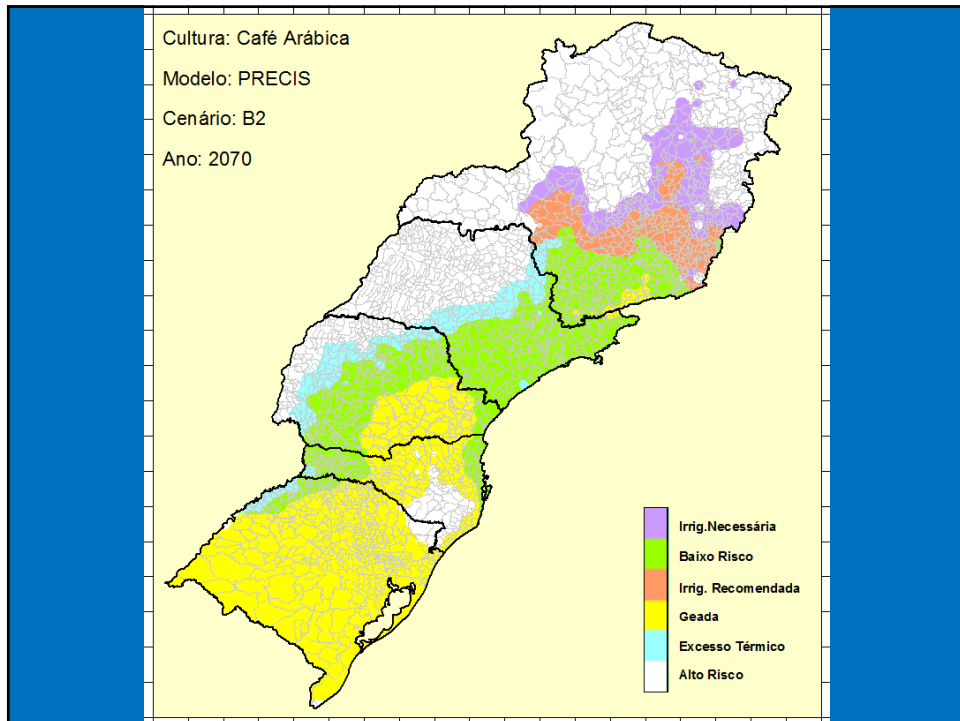 Cultura: Café Arábica
Modelo: PRECIS
Cenário: B2
Ano: 2070
Irrig.Necessária
Baixo Risco
Irrig. Recomendada
Geada
Excesso Térmico
Alto Risco